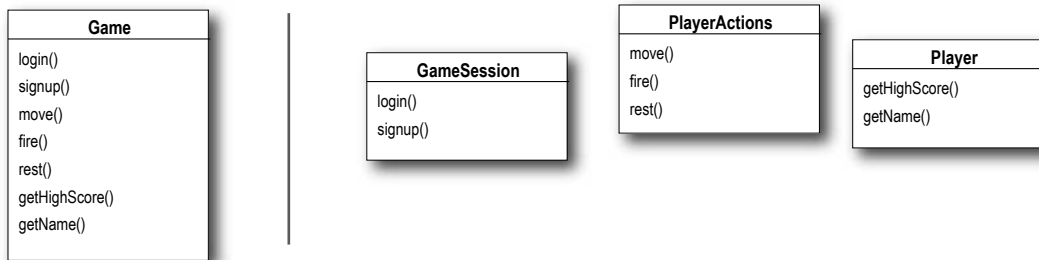 Game
login()
signup()
move()
fire()
rest()
getHighScore()
getName()
GameSession
login()
signup()
PlayerActions
move()
fire()
rest()
Player
getHighScore()
getName()